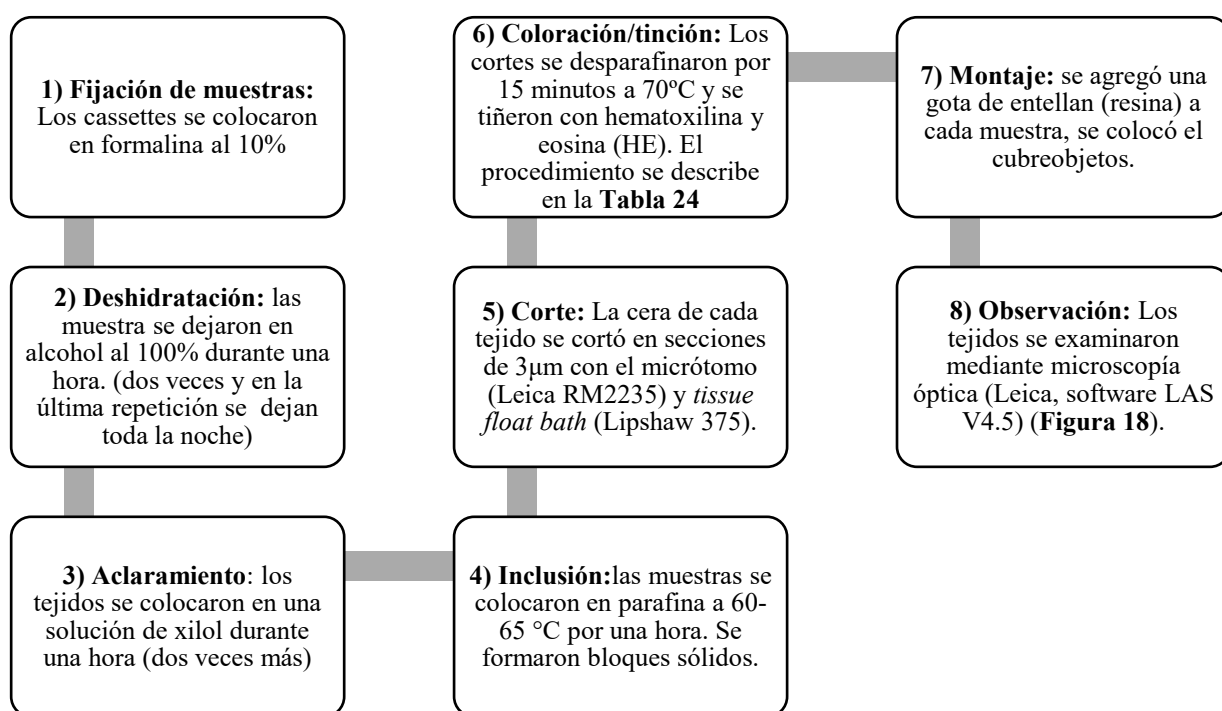 1) Fijación de muestras:
Los cassettes se colocaron
en formalina al 10%
2) Deshidratación: las
muestra se dejaron en
alcohol al 100% durante una
hora. (dos veces y en la
última repetición se dejan
toda la noche)
3) Aclaramiento: los
tejidos se colocaron en una
solución de xilol durante
una hora (dos veces más)
4) Inclusión:las muestras se
colocaron en parafina a 60-
65 °C por una hora. Se
formaron bloques sólidos.
5) Corte: La cera de cada
tejido se cortó en secciones
de 3µm con el micrótomo
(Leica RM2235) y tissue
float bath (Lipshaw 375).
6) Coloración/tinción: Los
cortes se desparafinaron por
15 minutos a 70ºC y se
tiñeron con hematoxilina y
eosina (HE). El
procedimiento se describe
en la Tabla 24
7) Montaje: se agregó una
gota de entellan (resina) a
cada muestra, se colocó el
cubreobjetos.
8) Observación: Los
tejidos se examinaron
mediante microscopía
óptica (Leica, software LAS
V4.5) (Figura 18).